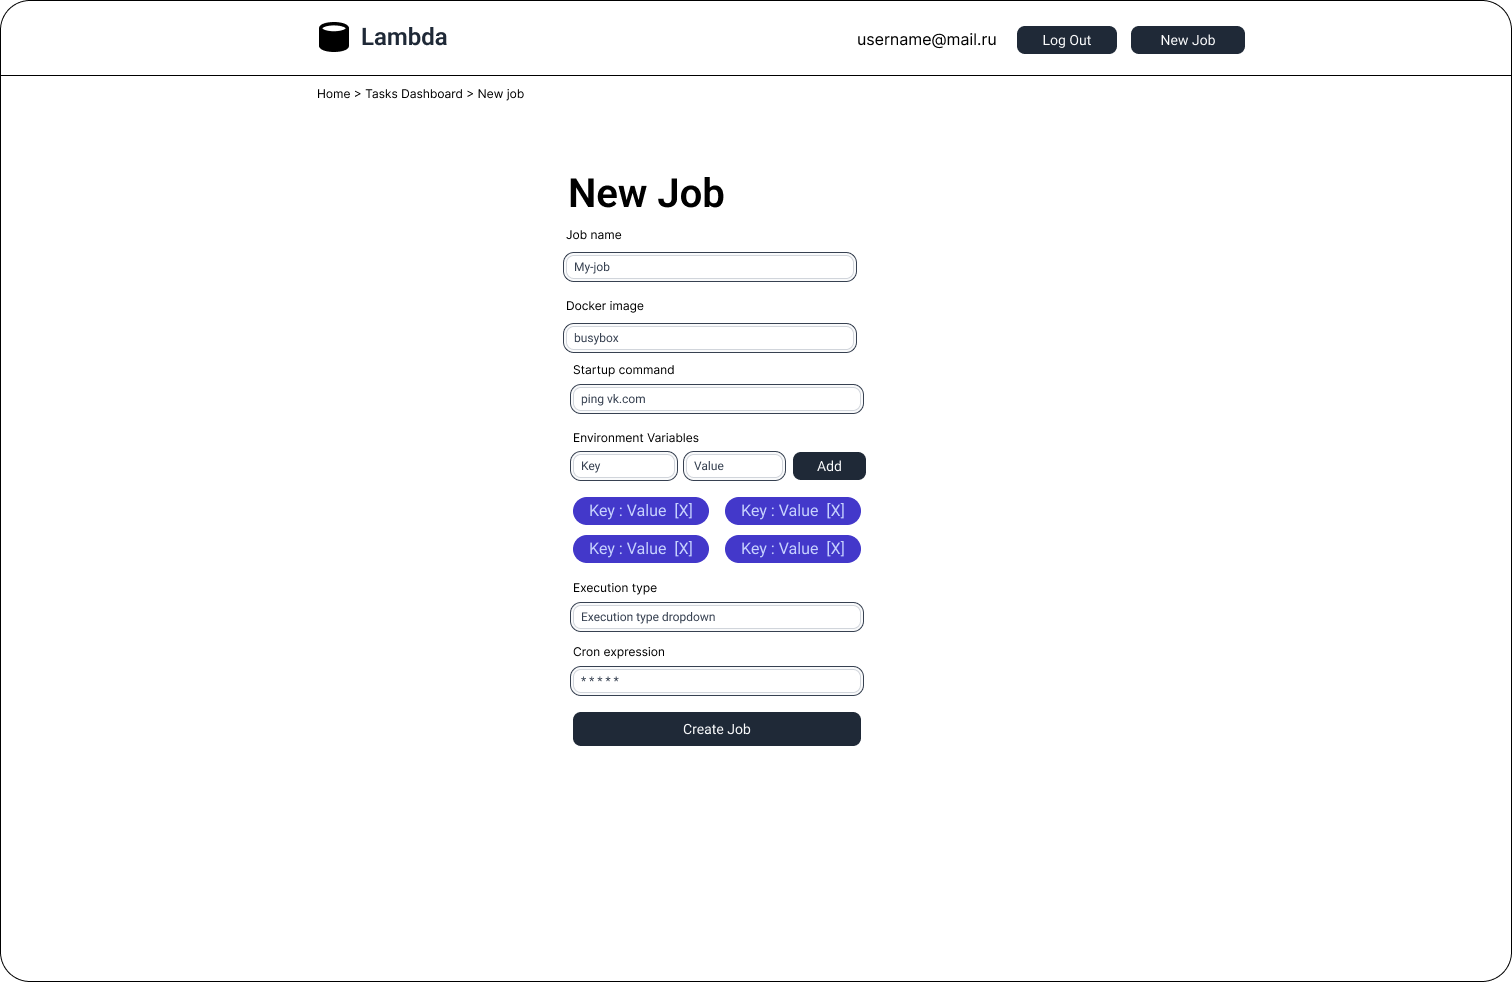 Lambda
username@mail.ru
Log Out
New Job
Home > Tasks Dashboard > New job
New Job
Job name
My-job
Docker image
busybox
Startup command
ping vk.com
Environment Variables
Key
Value
Add
Key : Value [X]
Key : Value [X]
Key : Value [X]
Key : Value [X]
Execution type
Execution type dropdown
Cron expression
* * * * *
Create Job